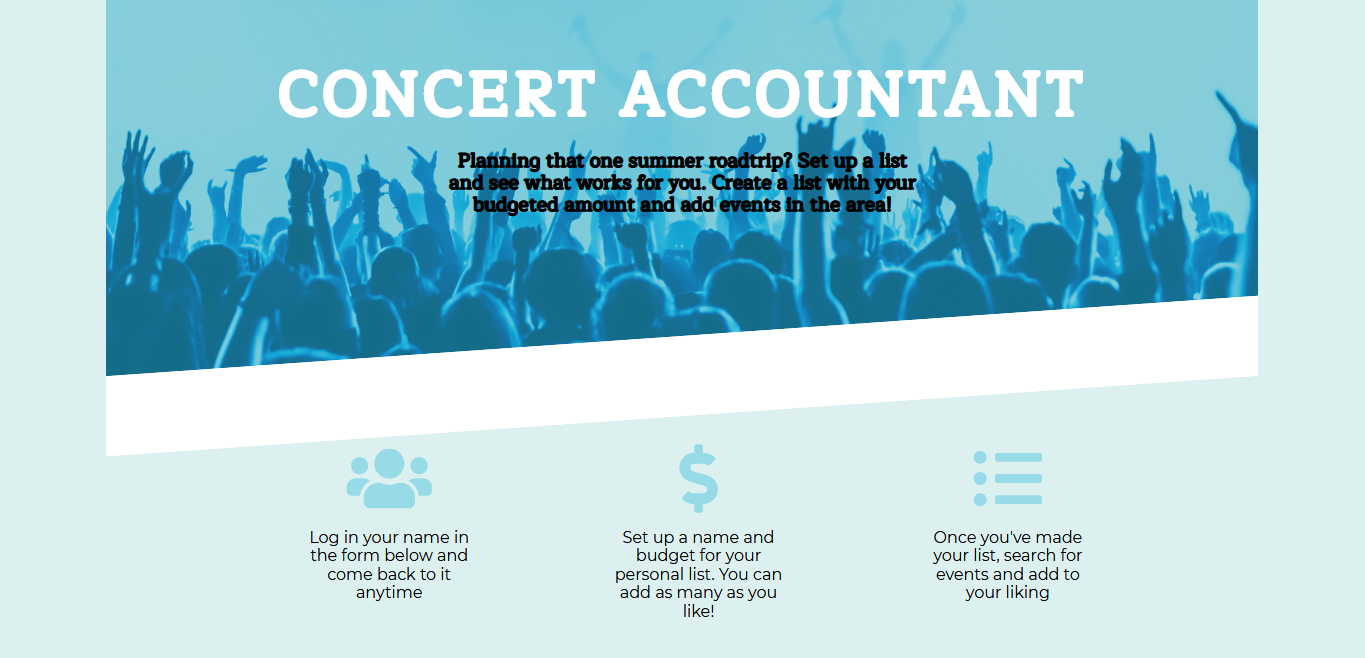 CONCERT ACCOUNTANT
Planning that one summer roadtrip? Set up a list
and see what works for you. Create a list with your
budgeted amount and add events in the area!
Log in your name in
the form below and
come back to it
anytime
Set up a name and
budget for your
personal list. You can
add as many as you
like!
Once you've made
your list, search for
events and add to
your liking